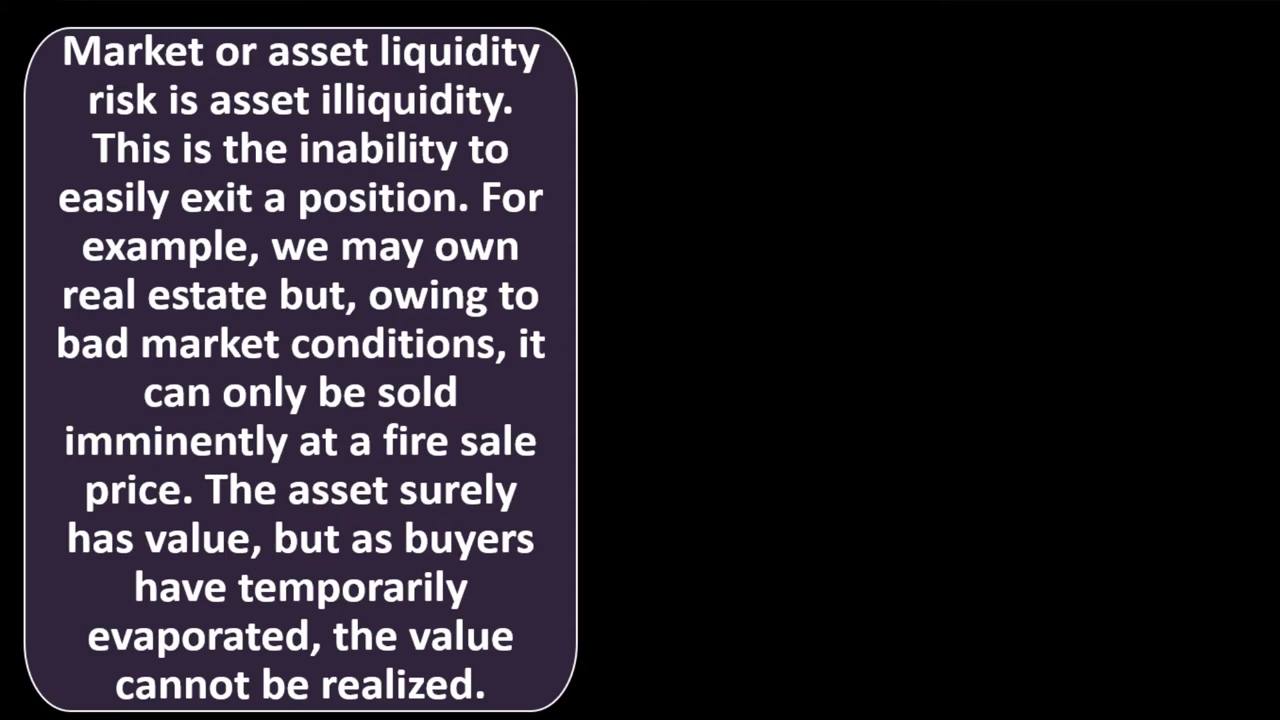 Market or asset liquidity
risk is asset illiquidity.
This is the inability to
easily exit a position. For
example, we may own
real estate but, owing to
bad market conditions, it
can only be sold
imminently at a fire sale
price. The asset surely
has value, but as buyers
have temporarily
evaporated, the value
cannot be realized.